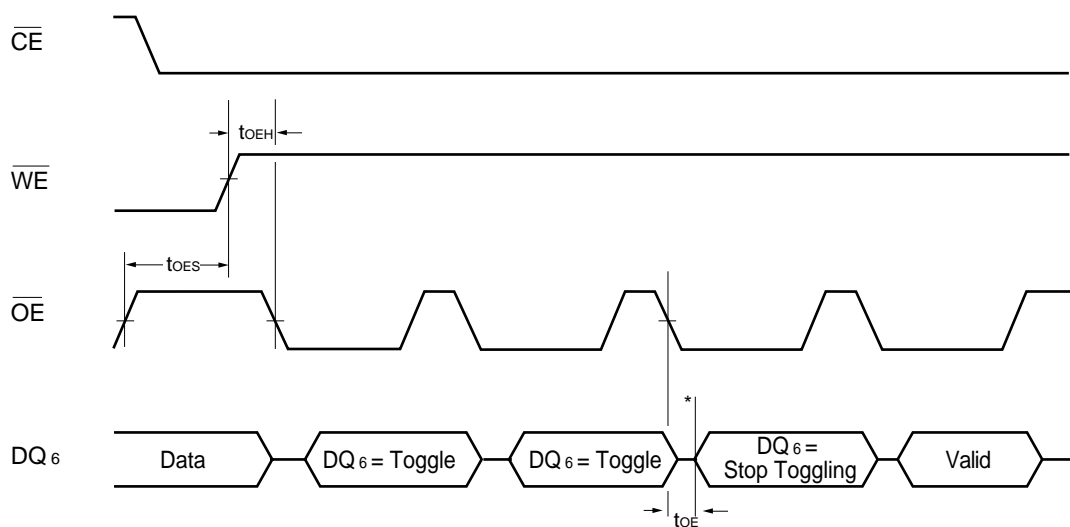 CE
tOEH
WE
tOES
OE
*
DQ6
Data
DQ6 = Toggle
DQ6 = Toggle
DQ6 =
Stop Toggling
Valid
tOE